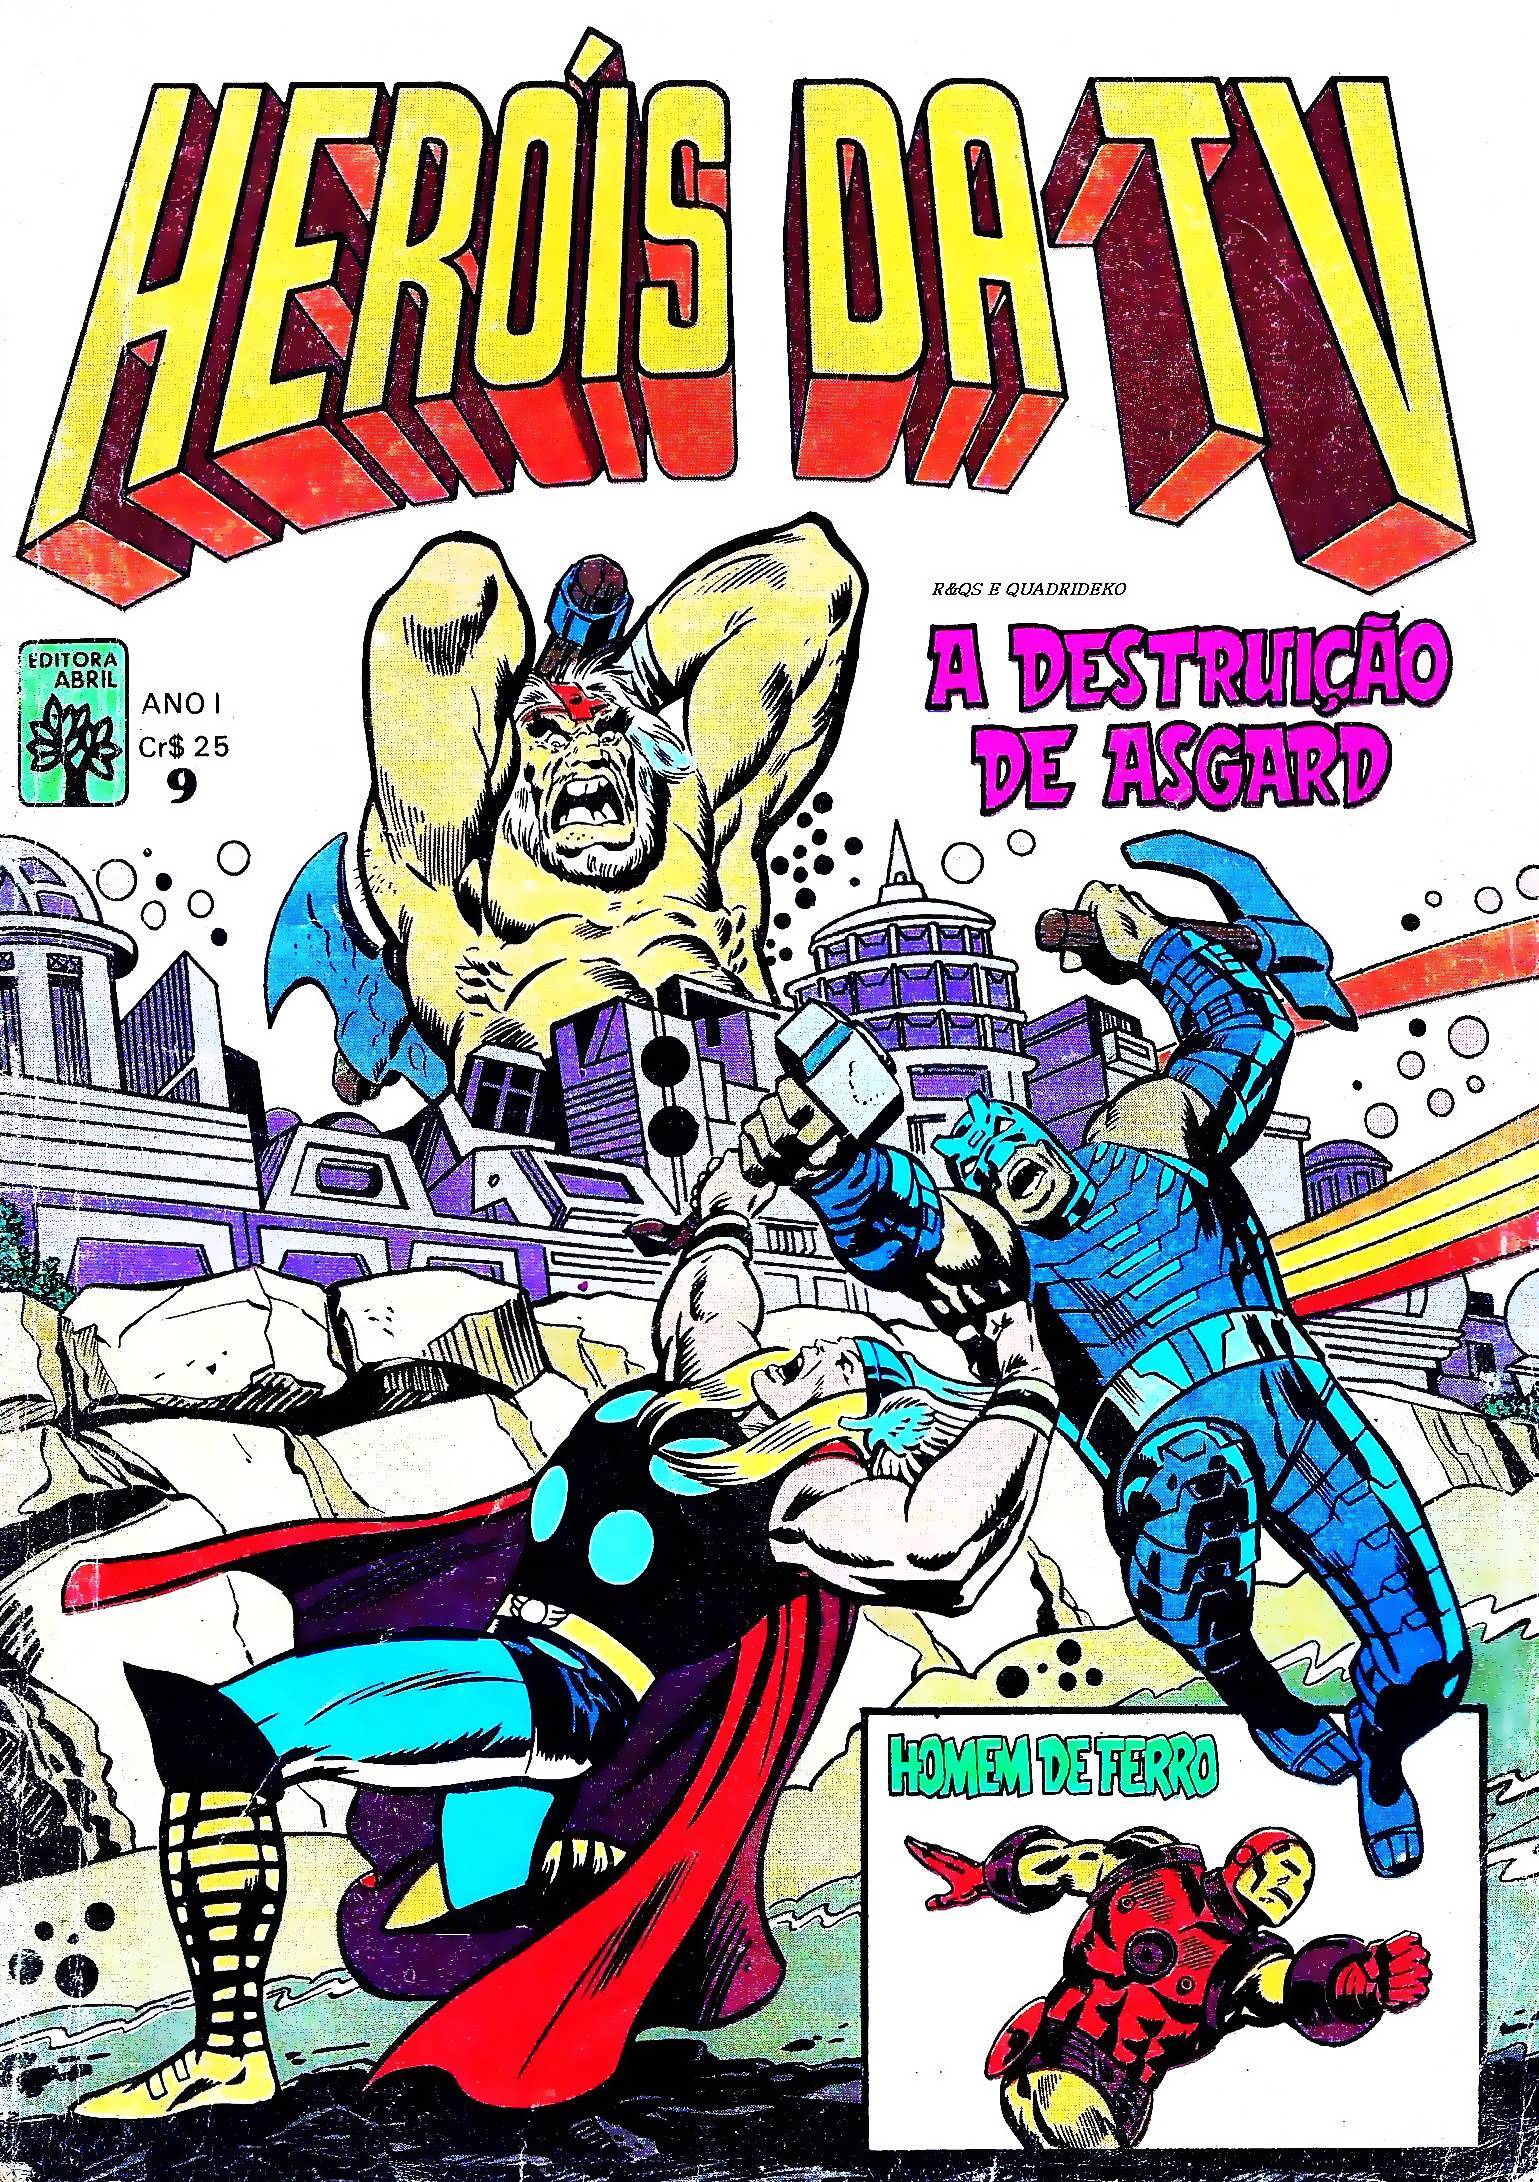 HERÓIS DA TV
R&QS E QUADRIDEKO
EDITORA
ABRIL
ANO I
Cr$ 25
9
A DESTRUIÇÃO
DE ASGARD
HOMEM DE FERRO